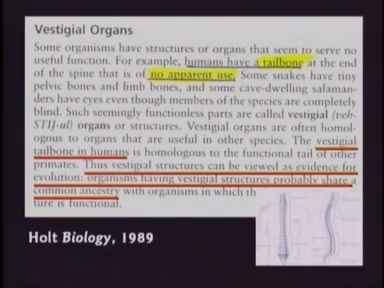 Vestigial Organs
Some organisms have structures or organs that seem to serve no
useful function. For example, humans have a tailbone at the end
of the spine that is of no apparent use. Some snakes have tiny
pelvic bones and limb bones, and some cave-dwelling salaman-
ders have eyes even though members of the species are completely
blind. Such seemingly functionless parts are called vestigial (veh-
STIJ-ul) organs or structures. Vestigial organs are often homol-
ogous to organs that are useful in other species. The vestigial
tailbone in humans is homologous to the functional tail of other
primates. Thus vestigial structures can be viewed as evidence for
evolution: organisms having vestigial structures probably share a
common ancestry with organisms in which th
ture is functional.
Holt Biology, 1989